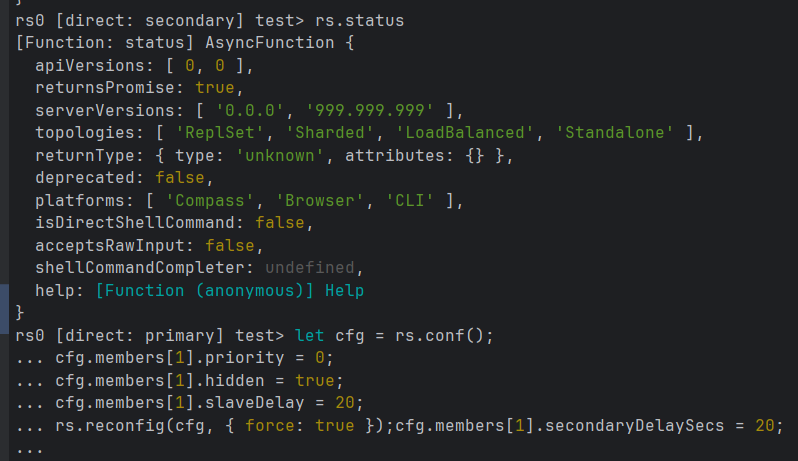 }
rs0 [direct: secondary] test> rs.status
[Function: status] AsyncFunction {
  apiVersions: [ 0, 0 ],
  returnsPromise: true,
  serverVersions: [ '0.0.0', '999.999.999' ],
  topologies: [ 'ReplSet', 'Sharded', 'LoadBalanced', 'Standalone' ],
  returnType: { type: 'unknown', attributes: {} },
  deprecated: false,
  platforms: [ 'Compass', 'Browser', 'CLI' ],
  isDirectShellCommand: false,
  acceptsRawInput: false,
  shellCommandCompleter: undefined,
  help: [Function (anonymous)] Help
}
rs0 [direct: primary] test> let cfg = rs.conf();
... cfg.members[1].priority = 0;
... cfg.members[1].hidden = true;
... cfg.members[1].slaveDelay = 20;
... rs.reconfig(cfg, { force: true });cfg.members[1].secondaryDelaySecs = 20;
...